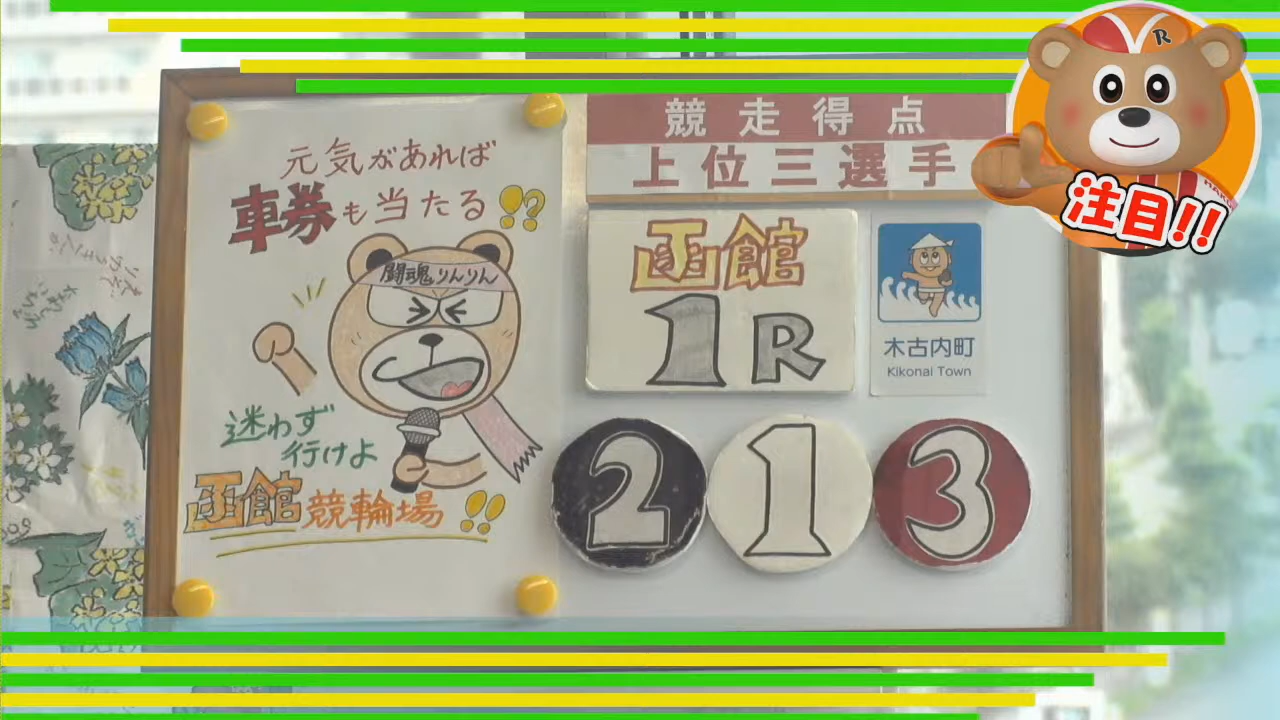 元気があれば
車券も当たる!?
闘魂りんりん
迷わず
行けよ
函館競輪場!!
競走得点
上位三選手
函館
1R
木古内町
Kikonai Town
2 1 3
R
注目!!